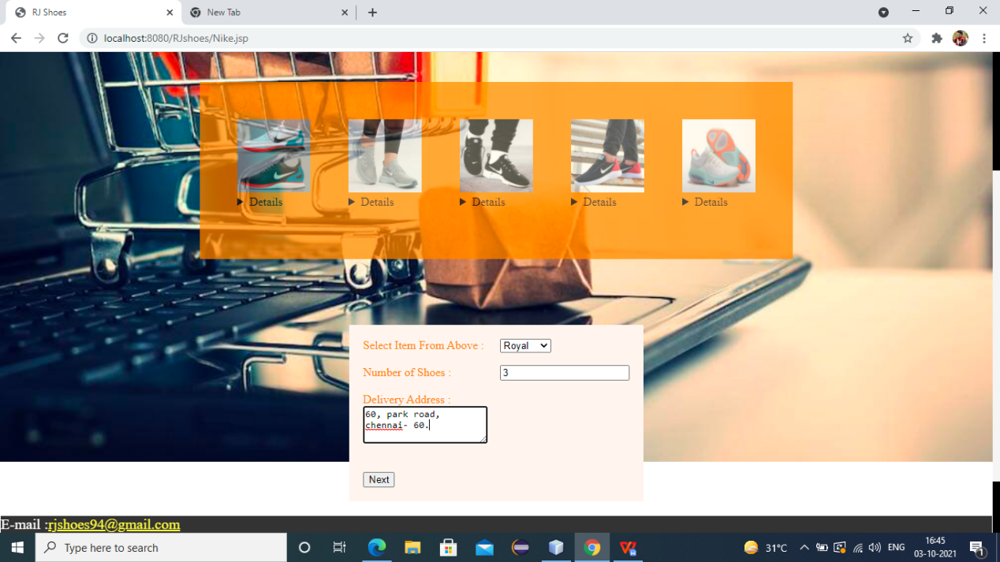 RJ Shoes
New Tab
localhost:8080/RJshoes/Nike.jsp
Details Details Details Details Details
Select Item From Above : Royal
Number of Shoes : 3
Delivery Address :
60, park road,
chennai- 60.
Next
E-mail :rjshoes94@gmail.com
Type here to search
31°C ENG
16:45
03-10-2021
1